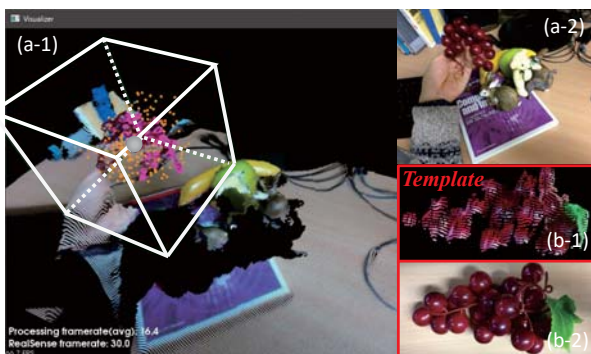 Visualizer
(a-1)
Processing framerate(avg): 16.4
RealSense framerate: 30.0
(a-2)
Template
(b-1)
(b-2)